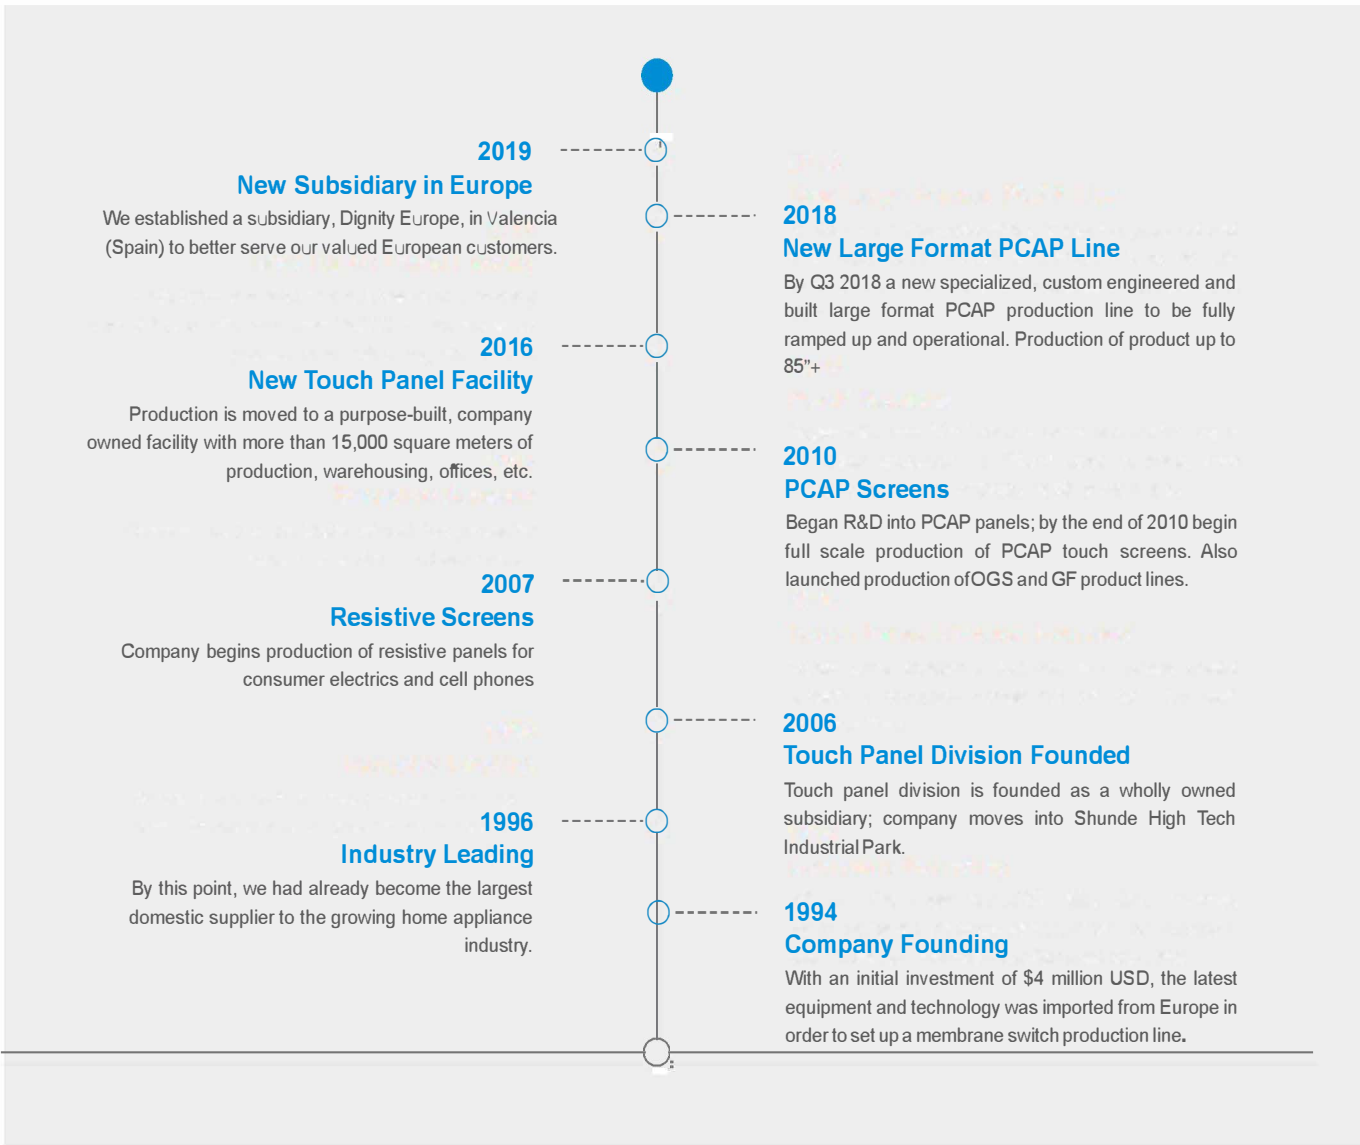 2019
New Subsidiary in Europe
We established a subsidiary, Dignity Europe, in Valencia
(Spain) to better serve our valued European customers.
2018
New Large Format PCAP Line
By Q3 2018 a new specialized, custom engineered and
built large format PCAP production line to be fully
ramped up and operational. Production of product up to
85”+
2016
New Touch Panel Facility
Production is moved to a purpose-built, company
owned facility with more than 15,000 square meters of
production, warehousing, offices, etc.
2010
PCAP Screens
Began R&D into PCAP panels; by the end of 2010 begin
full scale production of PCAP touch screens. Also
launched production of OGS and GF product lines.
2007
Resistive Screens
Company begins production of resistive panels for
consumer electrics and cell phones
2006
Touch Panel Division Founded
Touch panel division is founded as a wholly owned
subsidiary; company moves into Shunde High Tech
Industrial Park.
1996
Industry Leading
By this point, we had already become the largest
domestic supplier to the growing home appliance
industry.
1994
Company Founding
With an initial investment of $4 million USD, the latest
equipment and technology was imported from Europe in
order to set up a membrane switch production line.